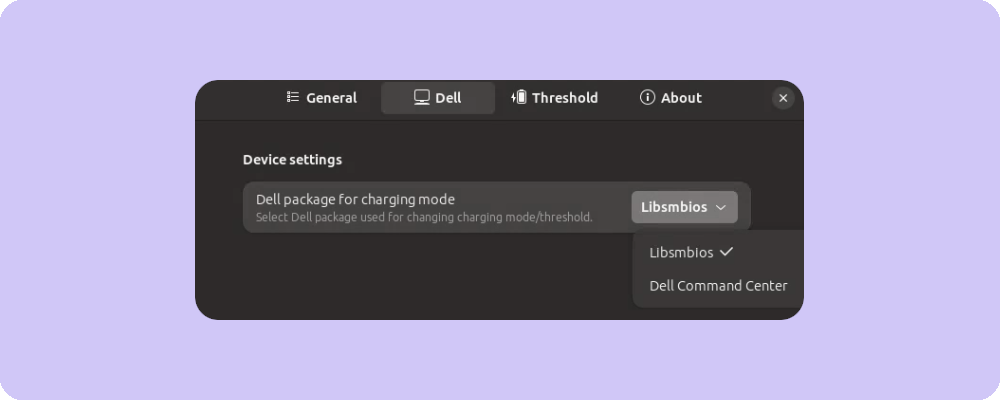 General Dell Threshold About
Device settings
Dell package for charging mode
Select Dell package used for changing charging mode/threshold.
Libsmbios
Libsmbios
Dell Command Center